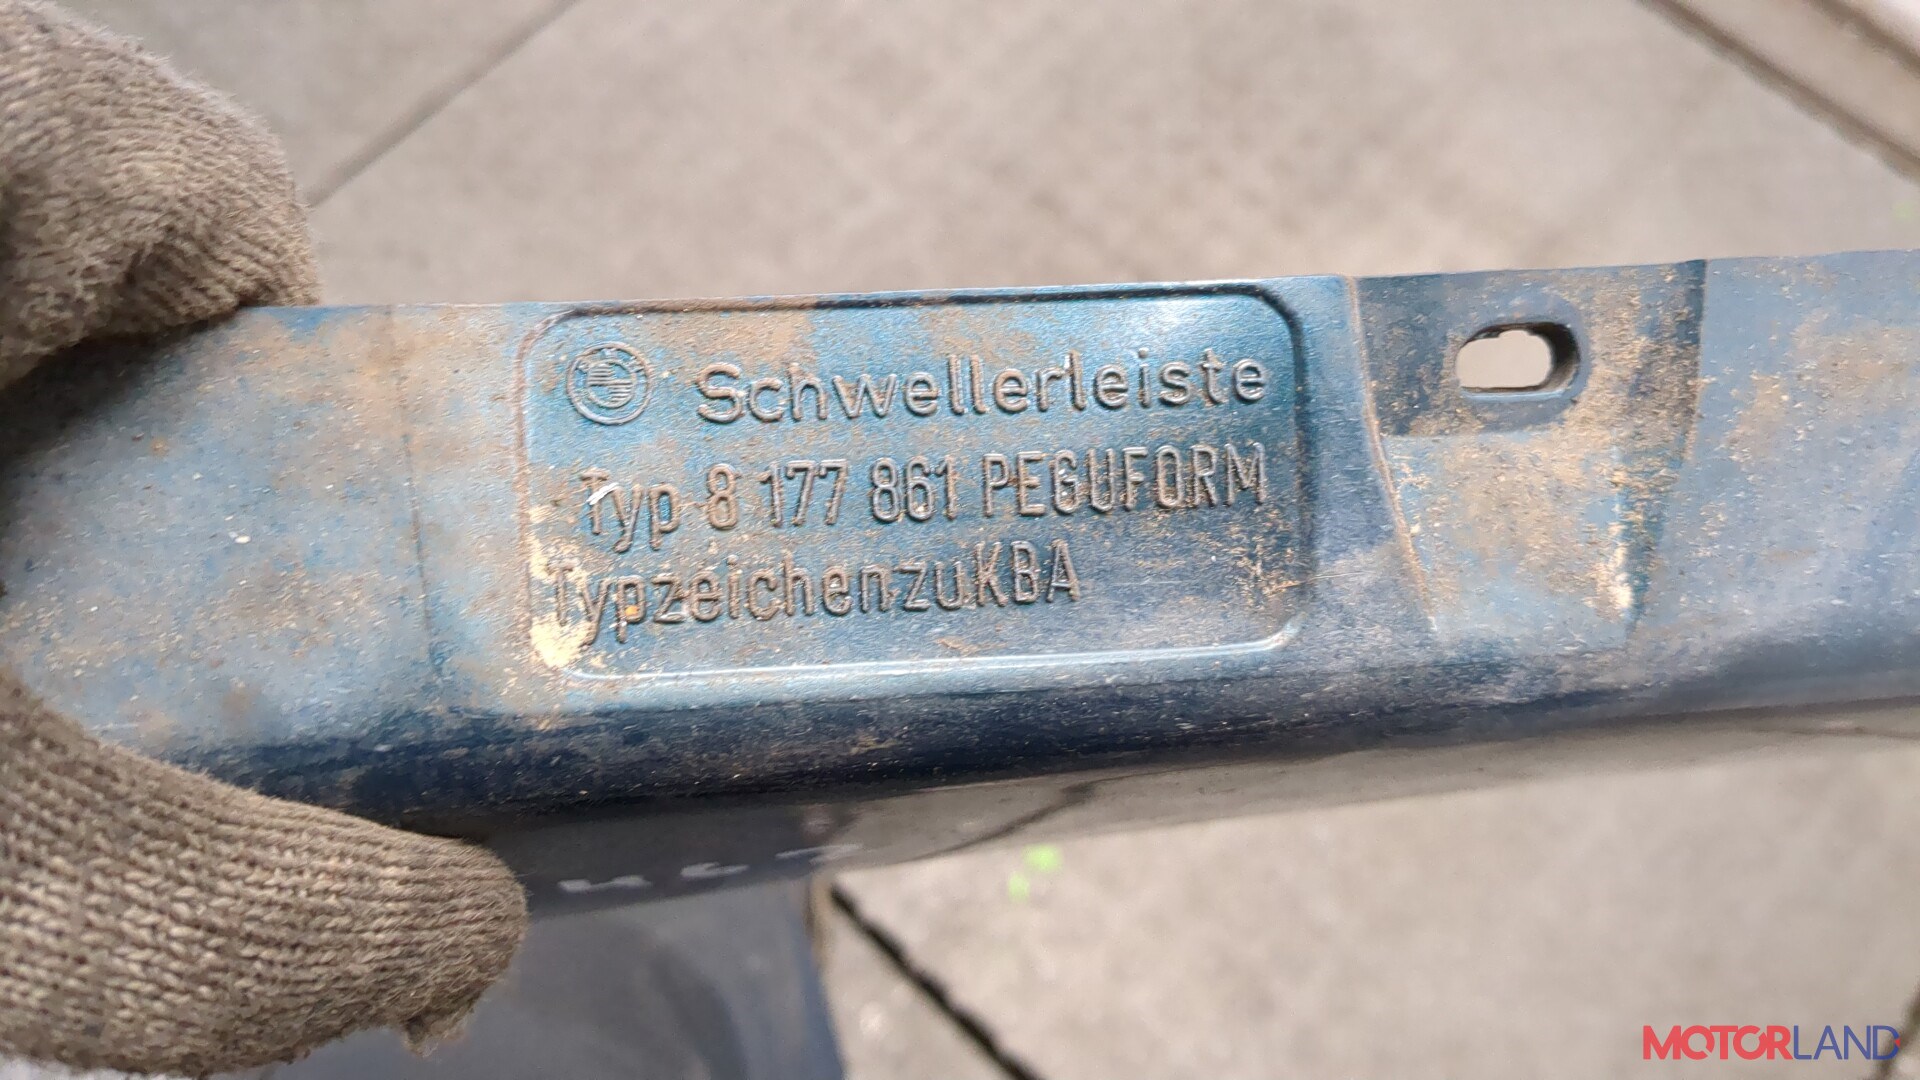 Schwellerleiste
Typ 8 177 861 PEGUFORM
TypzeichenzuKBA
MOTORLAND